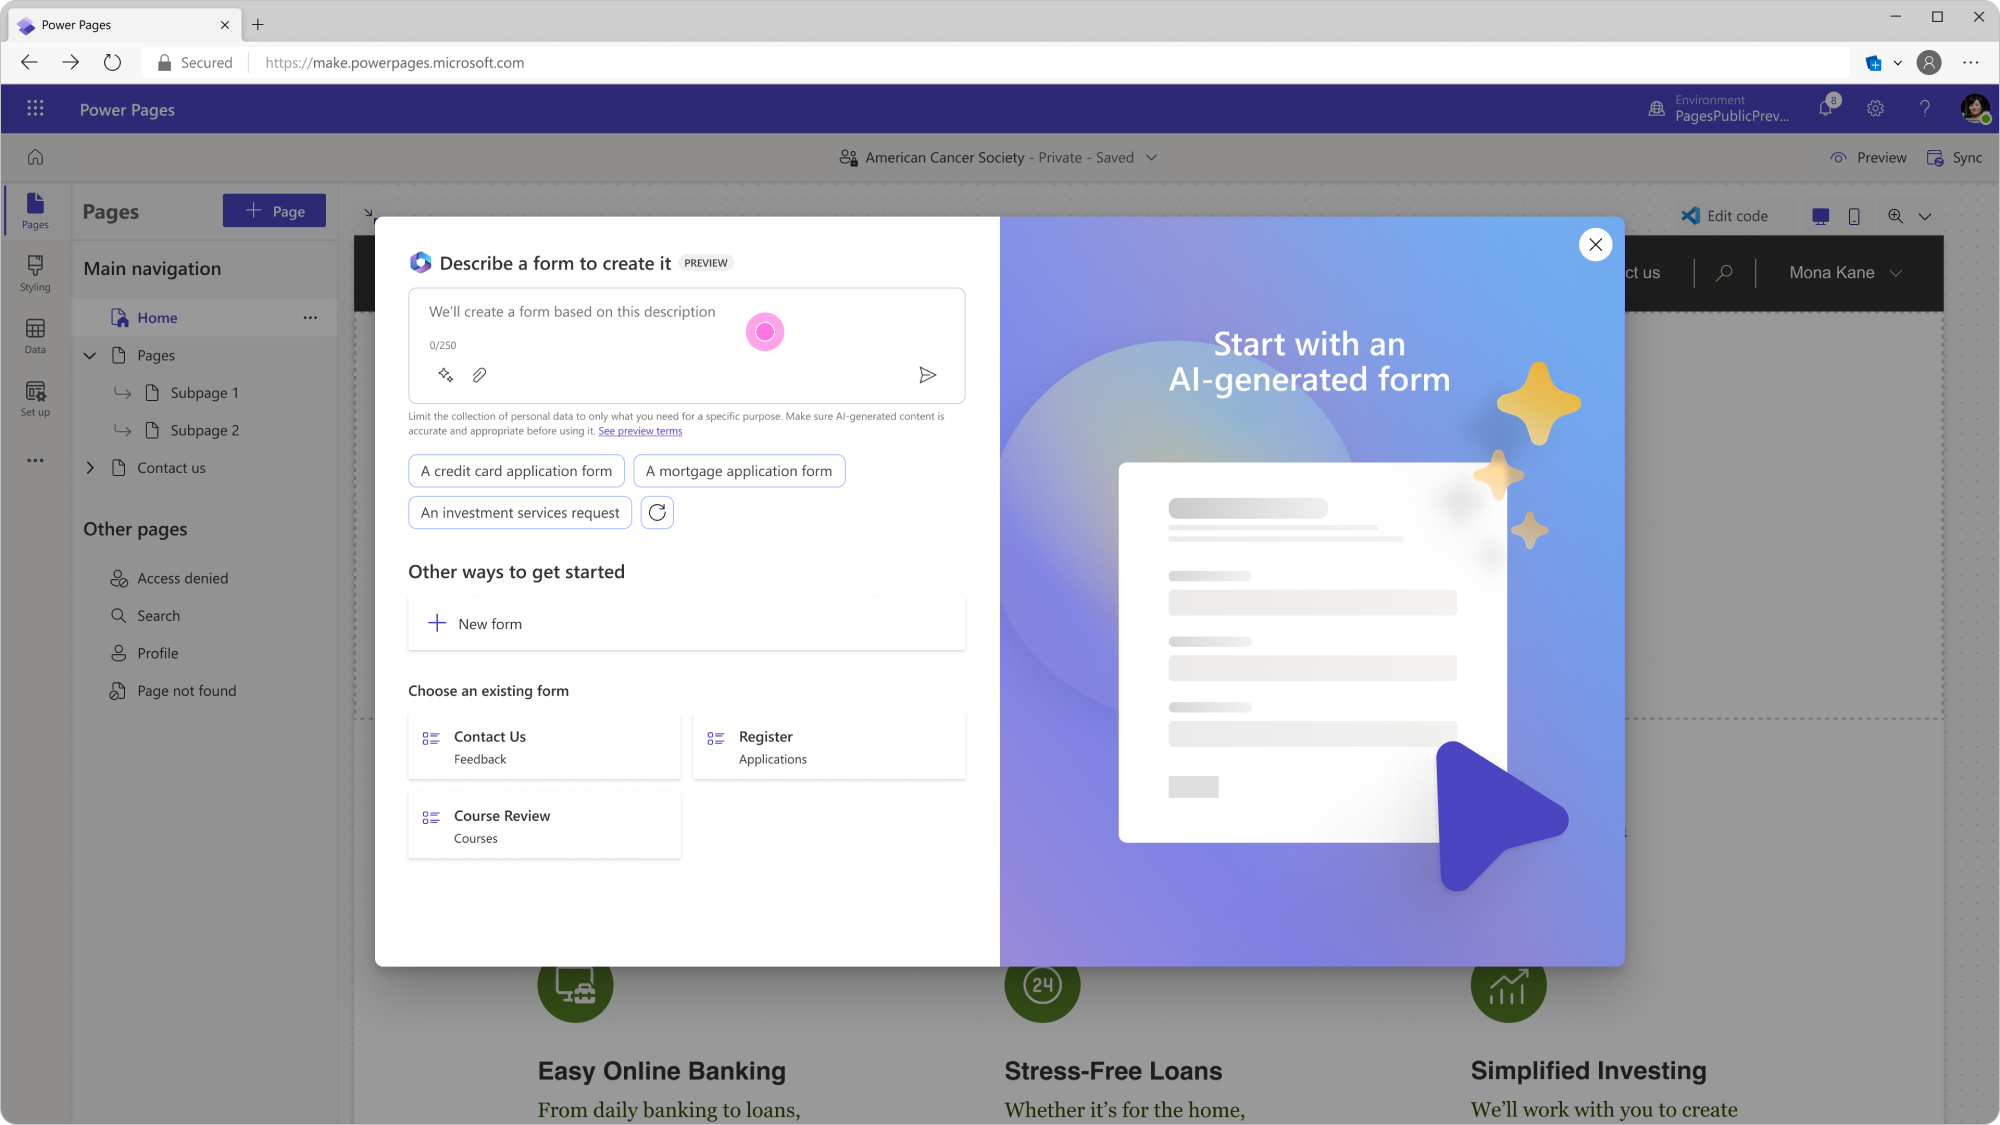 Power Pages
Secured
https://make.powerpages.microsoft.com
Power Pages
Environment
PagesPublicPrev...
8
?
American Cancer Society - Private - Saved
Preview
Sync
Pages
Styling
Data
Set up
Pages
+ Page
Main navigation
Home
Pages
Subpage 1
Subpage 2
Contact us
Other pages
Access denied
Search
Profile
Page not found
Edit code
ct us
Mona Kane
Describe a form to create it PREVIEW
We'll create a form based on this description
0/250
Limit the collection of personal data to only what you need for a specific purpose. Make sure AI-generated content is
accurate and appropriate before using it. See preview terms
A credit card application form
A mortgage application form
An investment services request
Other ways to get started
New form
Choose an existing form
Contact Us
Feedback
Register
Applications
Course Review
Courses
Start with an
AI-generated form
24
Easy Online Banking
From daily banking to loans,
Stress-Free Loans
Whether it's for the home,
Simplified Investing
We'll work with you to create